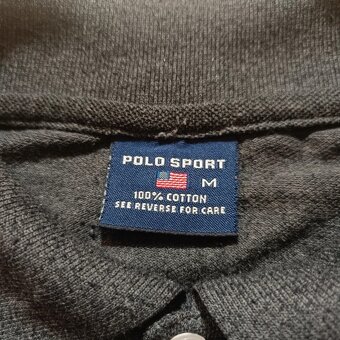 POLO SPORT
M
100% COTTON
SEE REVERSE FOR CARE